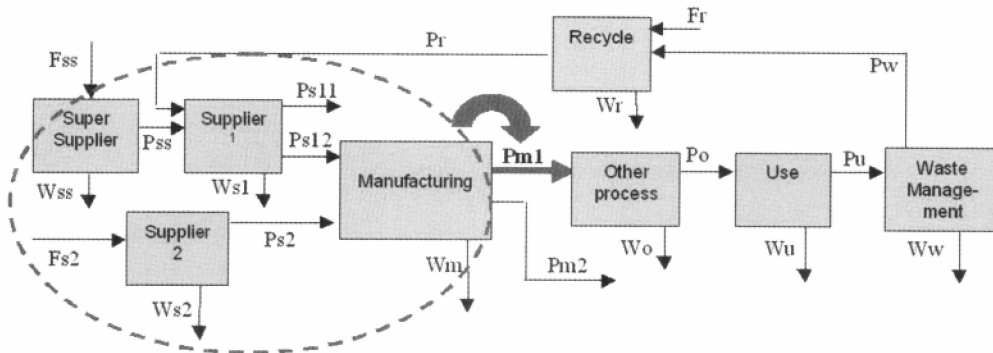 Fr
Recycle
Pr
Pw
Fss
Ps11
Wr
Super
Supplier
Supplier
1
Pss
Ps12
Pm1
Manufacturing
Other
process
Po
Use
Pu
Waste
Manage-
ment
Wss
Ws1
Supplier
2
Ps2
Fs2
Wm
Pm2
Wo
Wu
Ww
Ws2